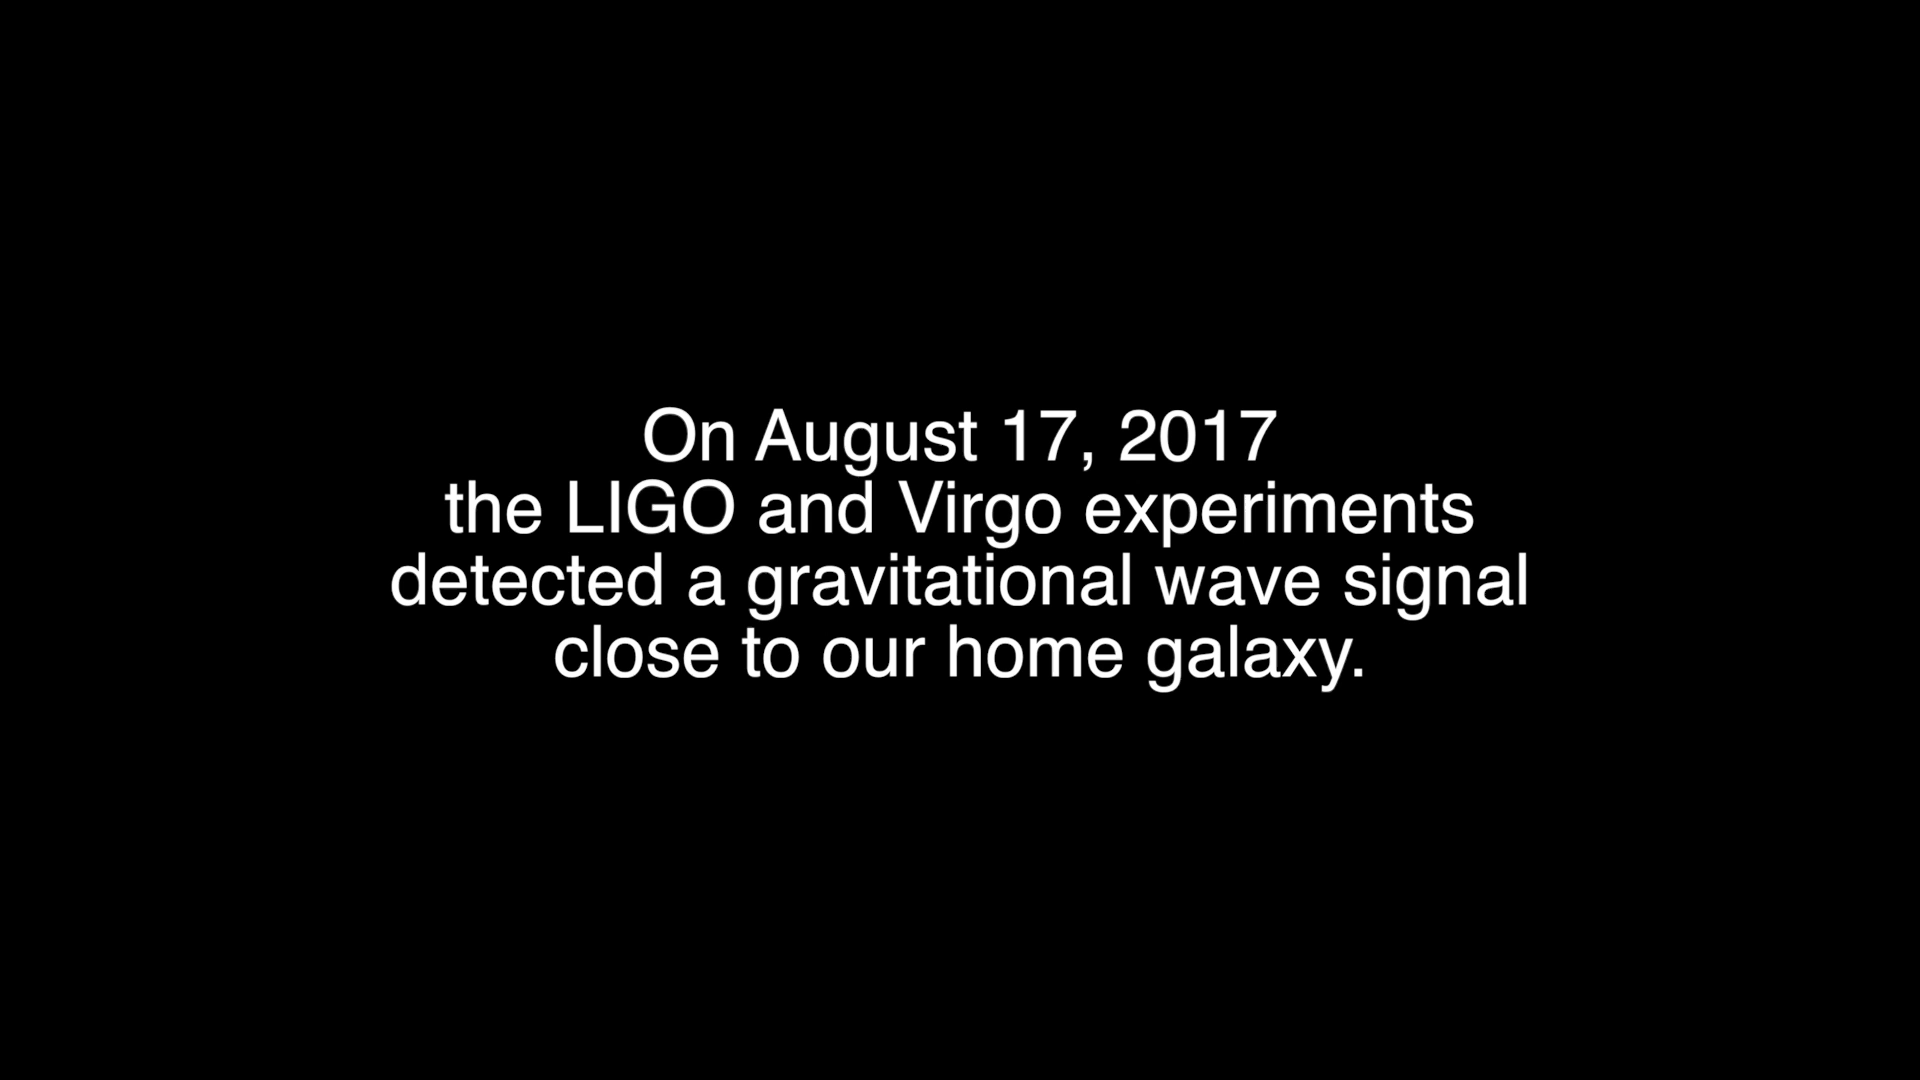 On August 17, 2017
the LIGO and Virgo experiments
detected a gravitational wave signal
close to our home galaxy.